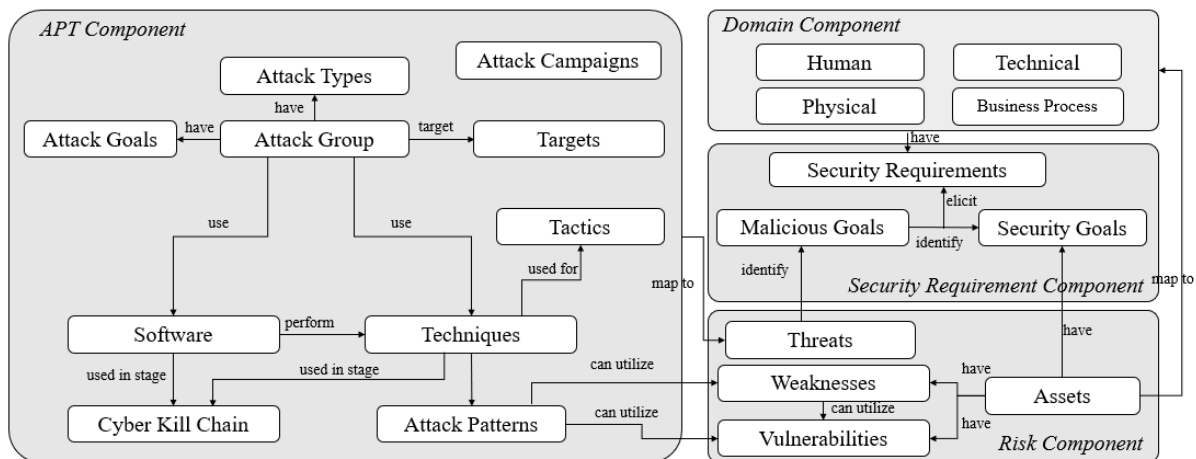 APT Component
Attack Campaigns
Attack Types
have
Attack Goals
have
Attack Group
target
Targets
use
use
Tactics
used for
Software
perform
Techniques
used in stage
used in stage
Cyber Kill Chain
Attack Patterns
can utilize
can utilize
map to
Domain Component
Human
Technical
Physical
Business Process
have
Security Requirements
elicit
Malicious Goals
identify
Security Goals
identify
Security Requirement Component
map to
Threats
have
Weaknesses
have
Assets
can utilize
have
Vulnerabilities
Risk Component